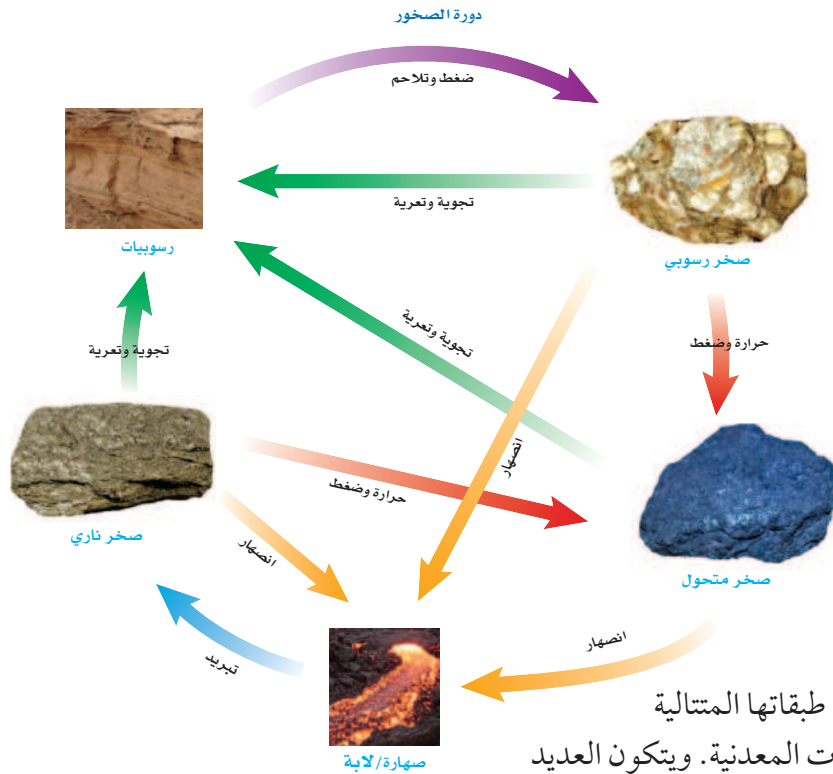 دورة الصخور
ضغط وتلاحم
تجوية وتعرية
رسوبيات
صخر رسوبي
تجوية وتعرية
حرارة وضغط
تجوية وتعرية
انصهار
حرارة وضغط
صخر ناري
انصهار
صخر متحول
انصهار
تبريد
صهارة/لابة
طبقاتها المتتالية
ت المعدنية. ويتكون العديد